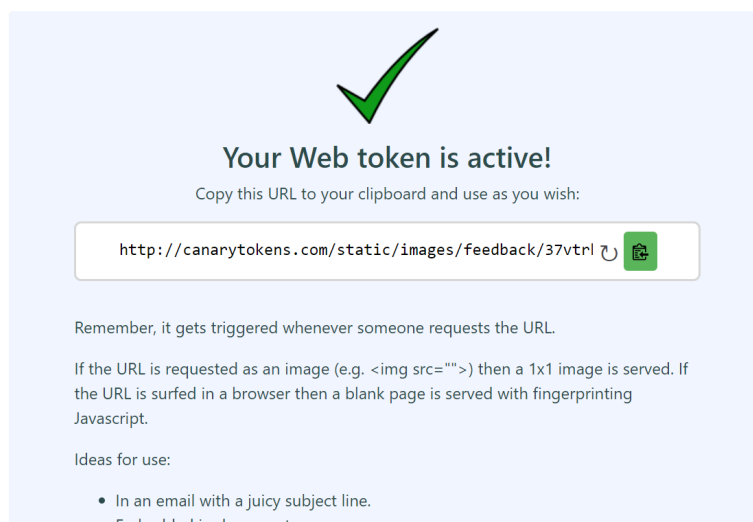 Your Web token is active!
Copy this URL to your clipboard and use as you wish:
http://canarytokens.com/static/images/feedback/37vtr
Remember, it gets triggered whenever someone requests the URL.
If the URL is requested as an image (e.g. <img src="">) then a 1x1 image is served. If
the URL is surfed in a browser then a blank page is served with fingerprinting
Javascript.
Ideas for use:
• In an email with a juicy subject line.